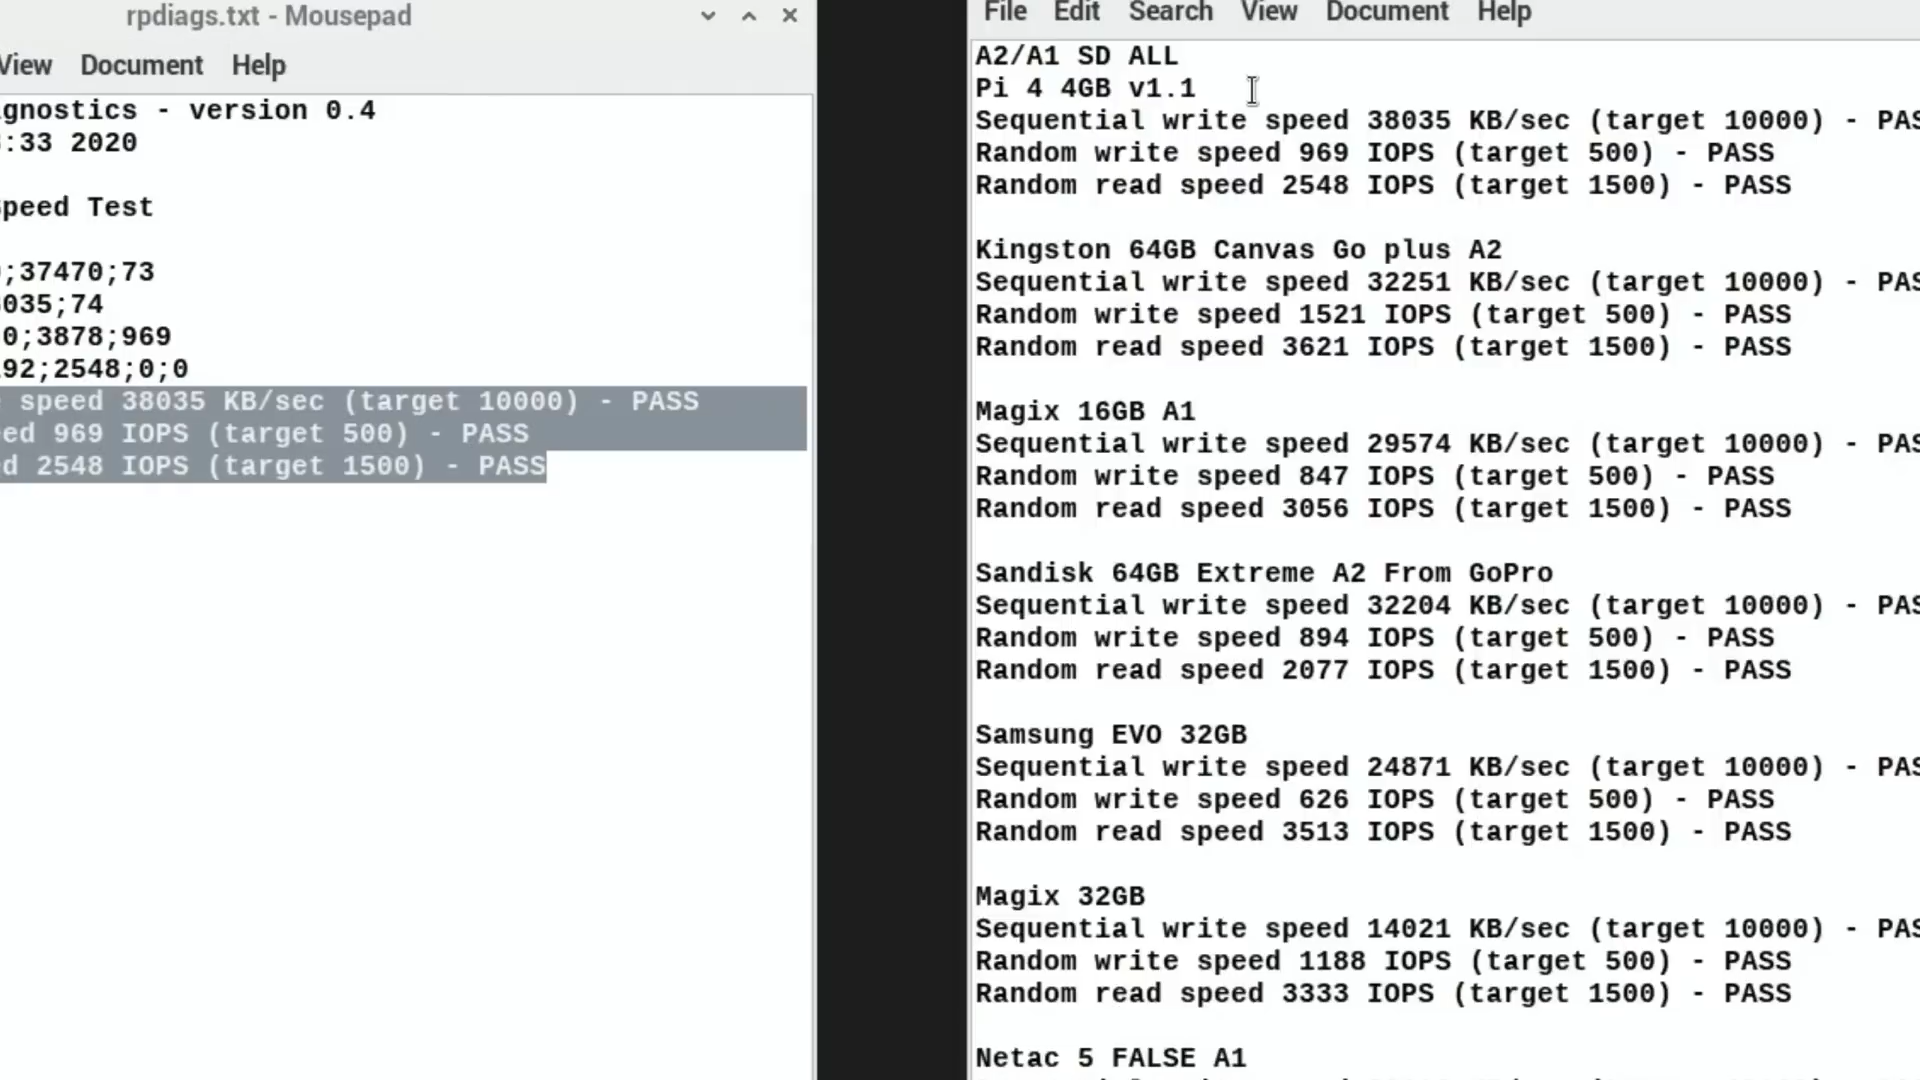 rpdiags.txt - Mousepad
View Document Help
gnostics - version 0.4
:33 2020
Speed Test
;37470;73
035;74
0;3878;969
92;2548;0;0
speed 38035 KB/sec (target 10000) - PASS
ed 969 IOPS (target 500) - PASS
d 2548 IOPS (target 1500) - PASS
File Edit Search View Document Help
A2/A1 SD ALL
Pi 4 4GB v1.1
Sequential write speed 38035 KB/sec (target 10000) - PAS
Random write speed 969 IOPS (target 500) - PASS
Random read speed 2548 IOPS (target 1500) - PASS
Kingston 64GB Canvas Go plus A2
Sequential write speed 32251 KB/sec (target 10000) - PAS
Random write speed 1521 IOPS (target 500) - PASS
Random read speed 3621 IOPS (target 1500) - PASS
Magix 16GB A1
Sequential write speed 29574 KB/sec (target 10000) - PAS
Random write speed 847 IOPS (target 500) - PASS
Random read speed 3056 IOPS (target 1500) - PASS
Sandisk 64GB Extreme A2 From GoPro
Sequential write speed 32204 KB/sec (target 10000) - PAS
Random write speed 894 IOPS (target 500) - PASS
Random read speed 2077 IOPS (target 1500) - PASS
Samsung EVO 32GB
Sequential write speed 24871 KB/sec (target 10000) - PAS
Random write speed 626 IOPS (target 500) - PASS
Random read speed 3513 IOPS (target 1500) - PASS
Magix 32GB
Sequential write speed 14021 KB/sec (target 10000) - PAS
Random write speed 1188 IOPS (target 500) - PASS
Random read speed 3333 IOPS (target 1500) - PASS
Netac 5 FALSE A1